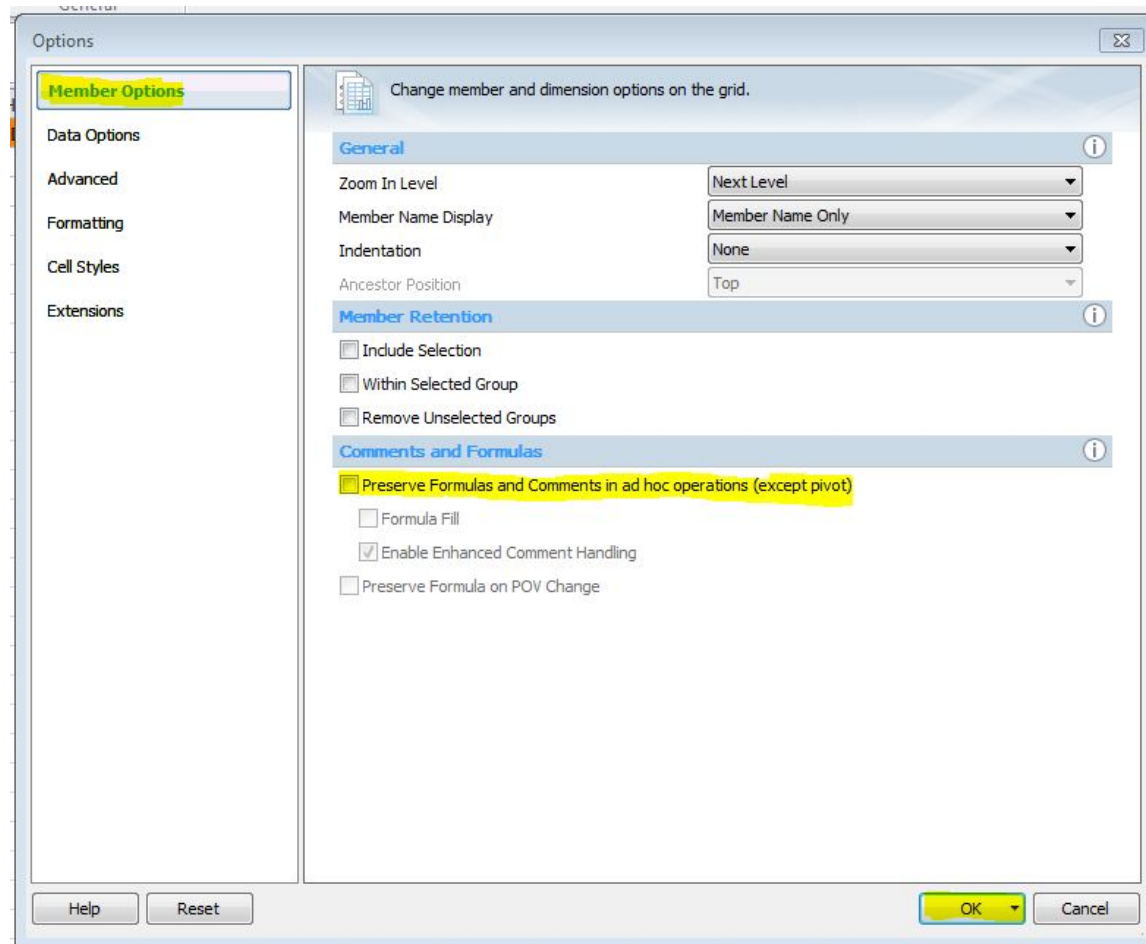 General
Options
Member Options
Data Options
Advanced
Formatting
Cell Styles
Extensions
Change member and dimension options on the grid.
General
Zoom In Level Next Level
Member Name Display Member Name Only
Indentation None
Ancestor Position Top
Member Retention
Include Selection
Within Selected Group
Remove Unselected Groups
Comments and Formulas
Preserve Formulas and Comments in ad hoc operations (except pivot)
Formula Fill
Enable Enhanced Comment Handling
Preserve Formula on POV Change
Help Reset OK Cancel